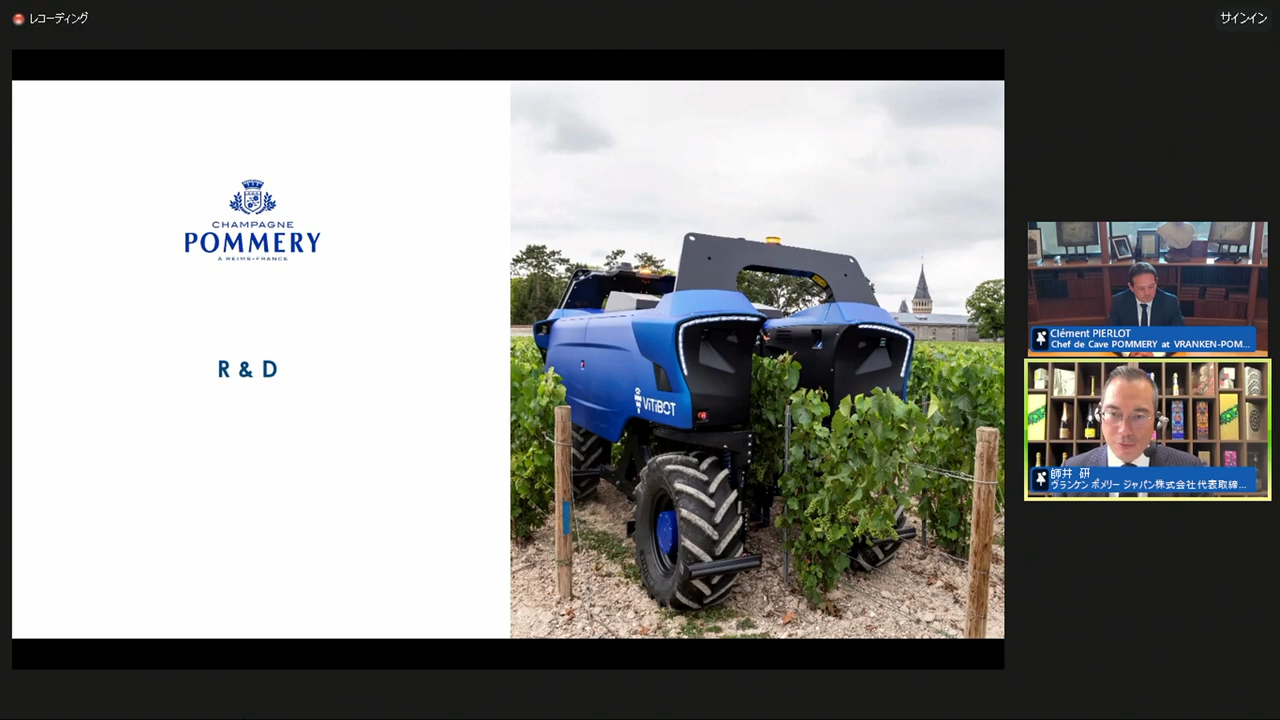 レコーディング
サインイン
CHAMPAGNE
POMMERY
A REIMS-FRANCE
R & D
ViTiBOT
Clément PIERLOT
Chef de Cave POMMERY at VRANKEN-POM...
師井 研
ヴランケン ポメリー ジャパン株式会社 代表取締...